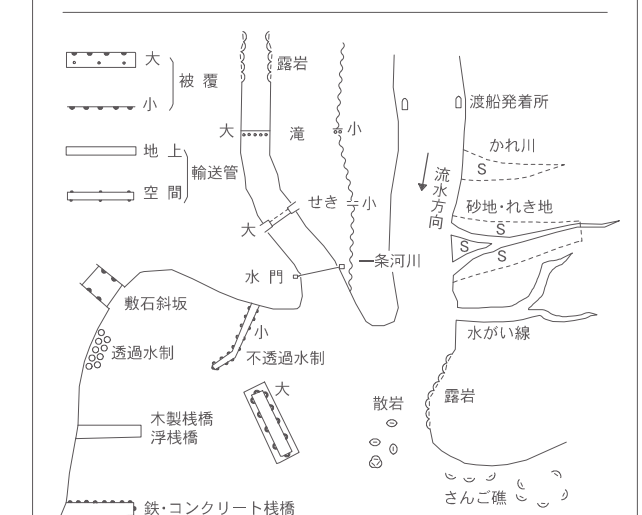 大
被覆
小
地上
輸送管
空間
露岩
大
滝
小
せき
小
大
水門
一条河川
渡船発着所
かれ川
S
流水方向
砂地・れき地
S
S
S
水がい線
敷石斜坂
透過水制
小
不透過水制
大
木製桟橋
浮桟橋
散岩
露岩
さんご礁
鉄・コンクリート桟橋